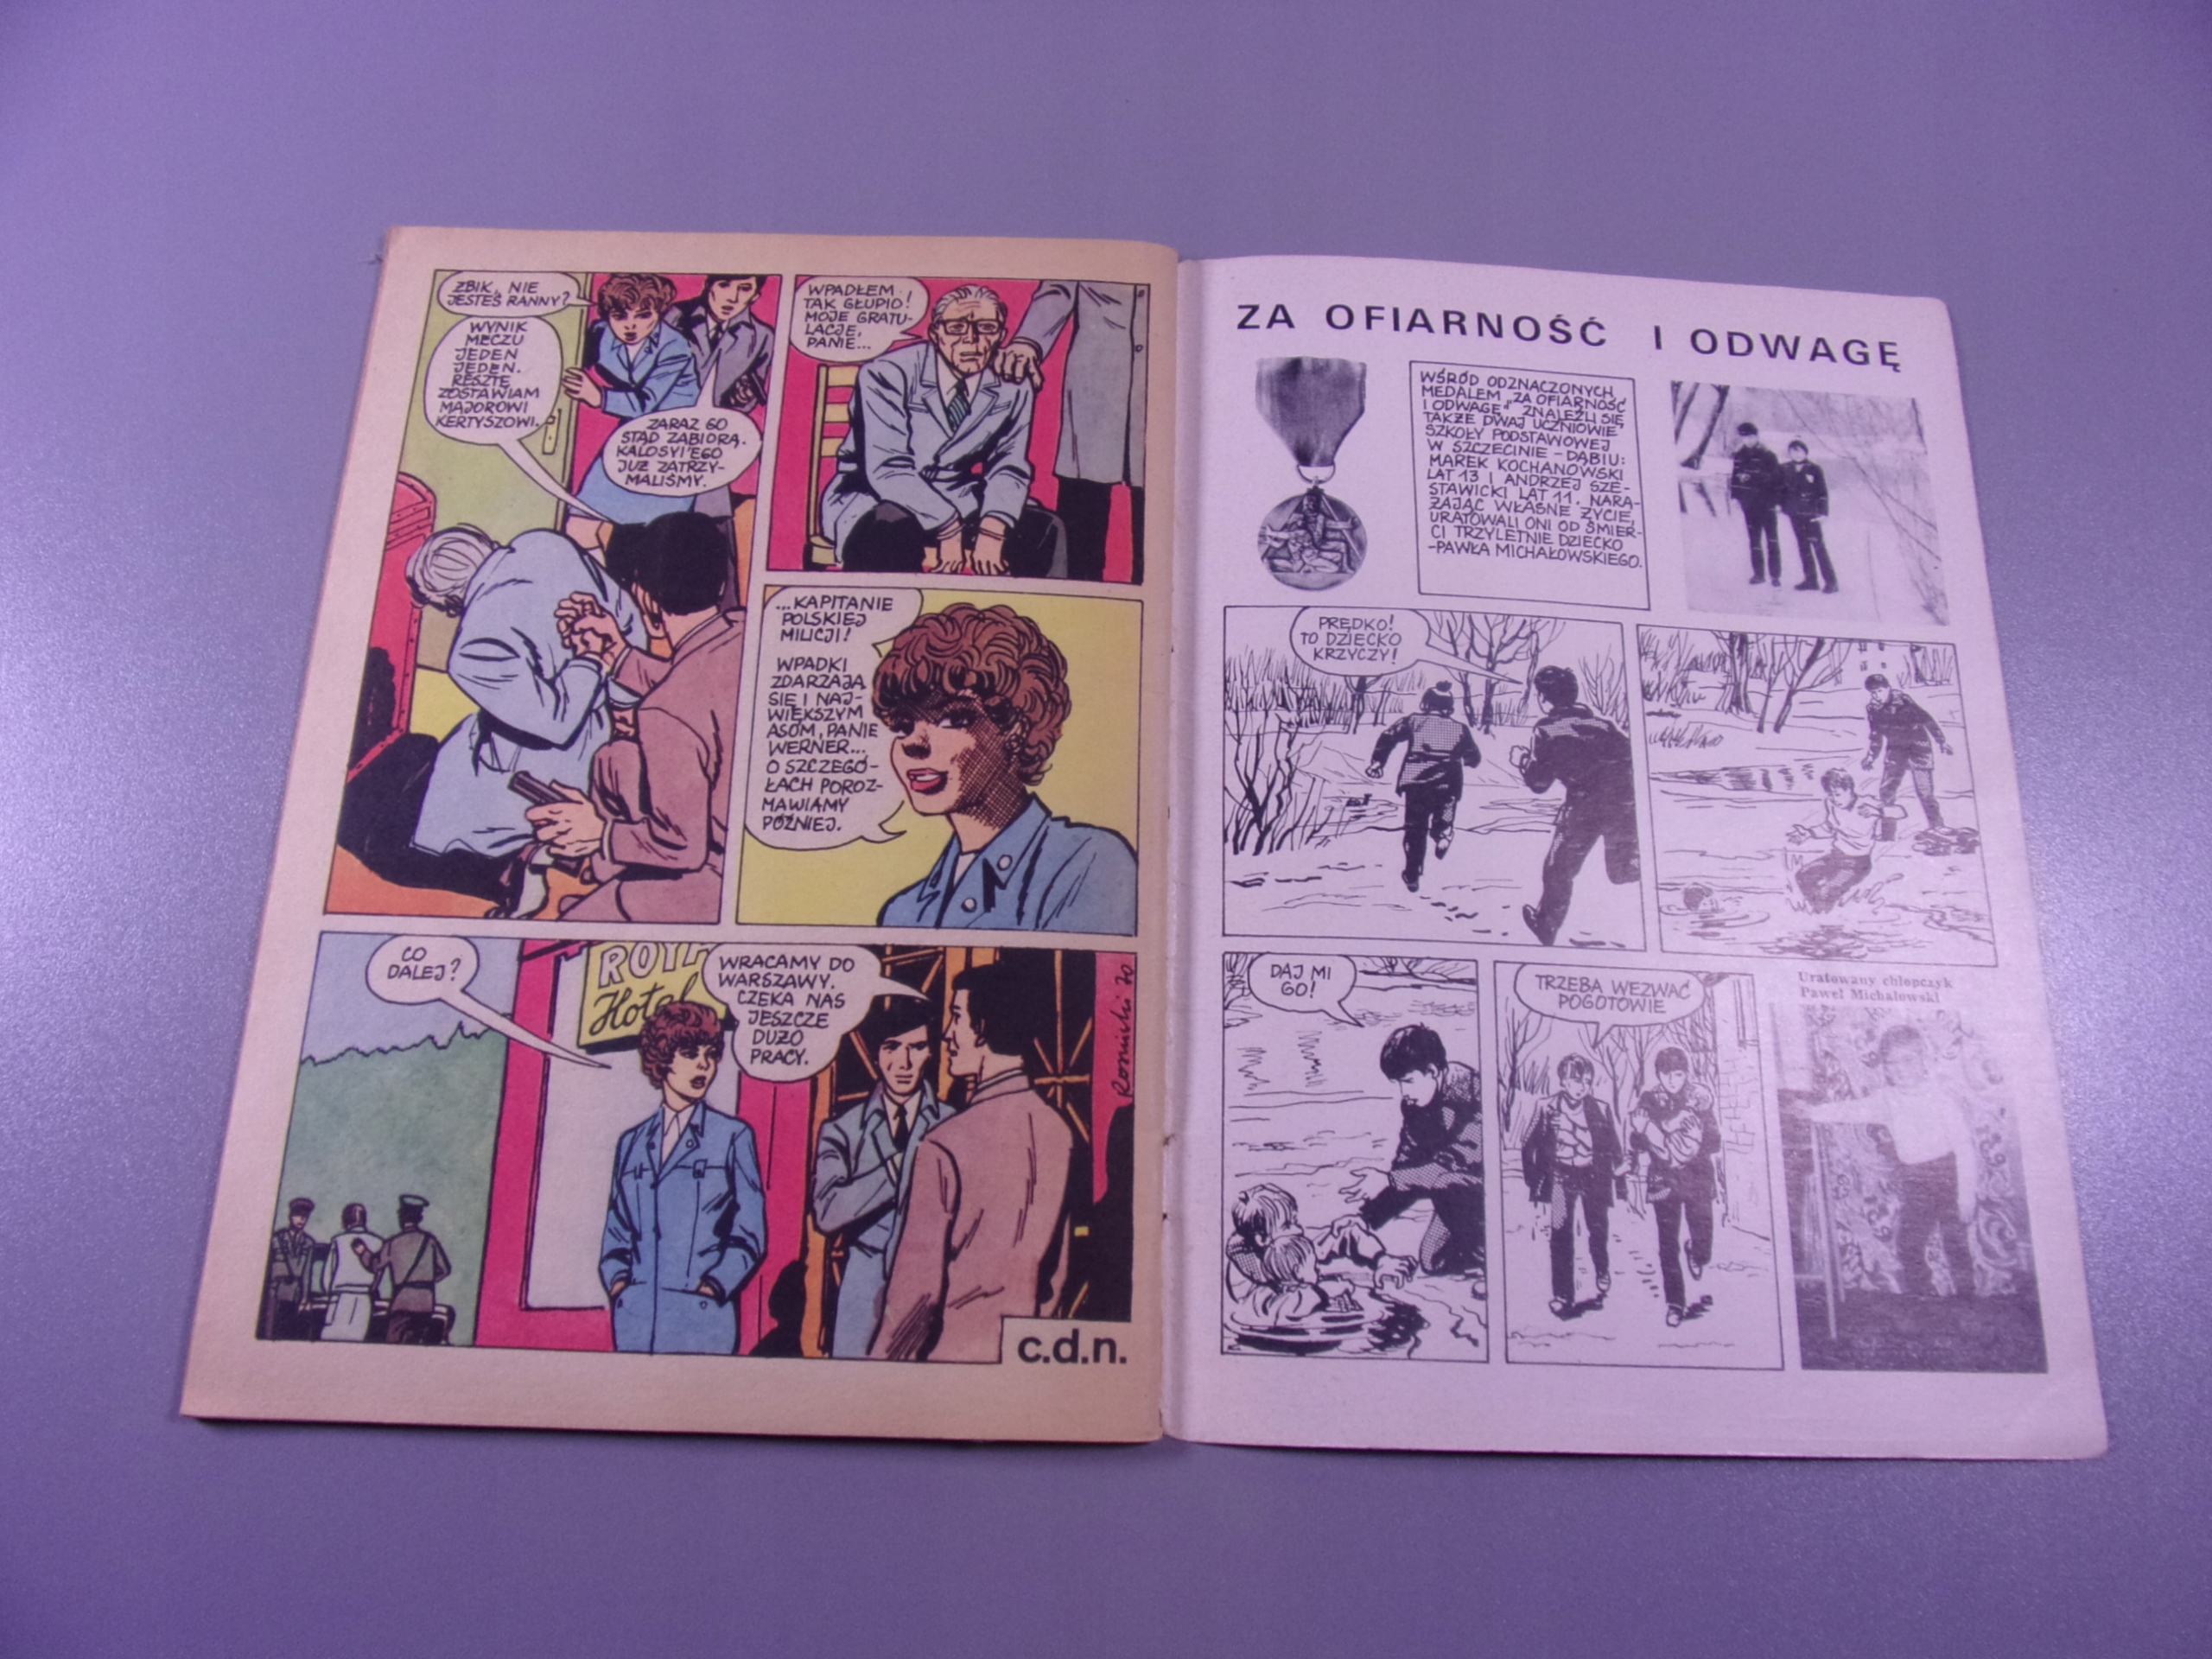 ZBIK, NIE
JESTEŚ RANNY?
WYNIK
MECZU
JEDEN
JEDEN.
RESZTĘ
ZOSTAWIAM
MAJOROWI
KERTYSZOWI.
ZARAZ GO
STĄD ZABIORĄ.
KALOSYI'EGO
JUŻ ZATRZY-
MALIŚMY.
WPADŁEM
TAK GŁUPIO!
MOJE GRATU-
LACJE,
PANIE...
...KAPITANIE
POLSKIEJ
MILICJI!
WPADKI
ZDARZAJĄ
SIĘ I NAJ-
WIĘKSZYM
ASOM, PANIE
WERNER...
O SZCZEGÓ-
ŁACH POROZ-
MAWIAMY
PÓŹNIEJ.
CO
DALEJ?
Hotel
WRACAMY DO
WARSZAWY.
CZEKA NAS
JESZCZE
DUŻO
PRACY.
Rosiński 70
c.d.n.
ZA OFIARNOŚĆ I ODWAGĘ
WŚRÓD ODZNACZONYCH
MEDALEM „ZA OFIARNOŚĆ
I ODWAGĘ” ZNALEŹLI SIĘ
TAKŻE DWAJ UCZNIOWIE
SZKOŁY PODSTAWOWEJ
W SZCZECINIE - DĄBIU:
MAREK KOCHANOWSKI
LAT 13 I ANDRZEJ SZE-
STAWICKI LAT 11. NARA-
ŻAJĄC WŁASNE ŻYCIE,
URATOWALI ONI OD ŚMIER-
CI TRZYLETNIE DZIECKO
-PAWŁA MICHAŁOWSKIEGO.
PRĘDKO!
TO DZIECKO
KRZYCZY!
DAJ MI
GO!
TRZEBA WEZWAĆ
POGOTOWIE
Uratowany chłopczyk
Paweł Michałowski